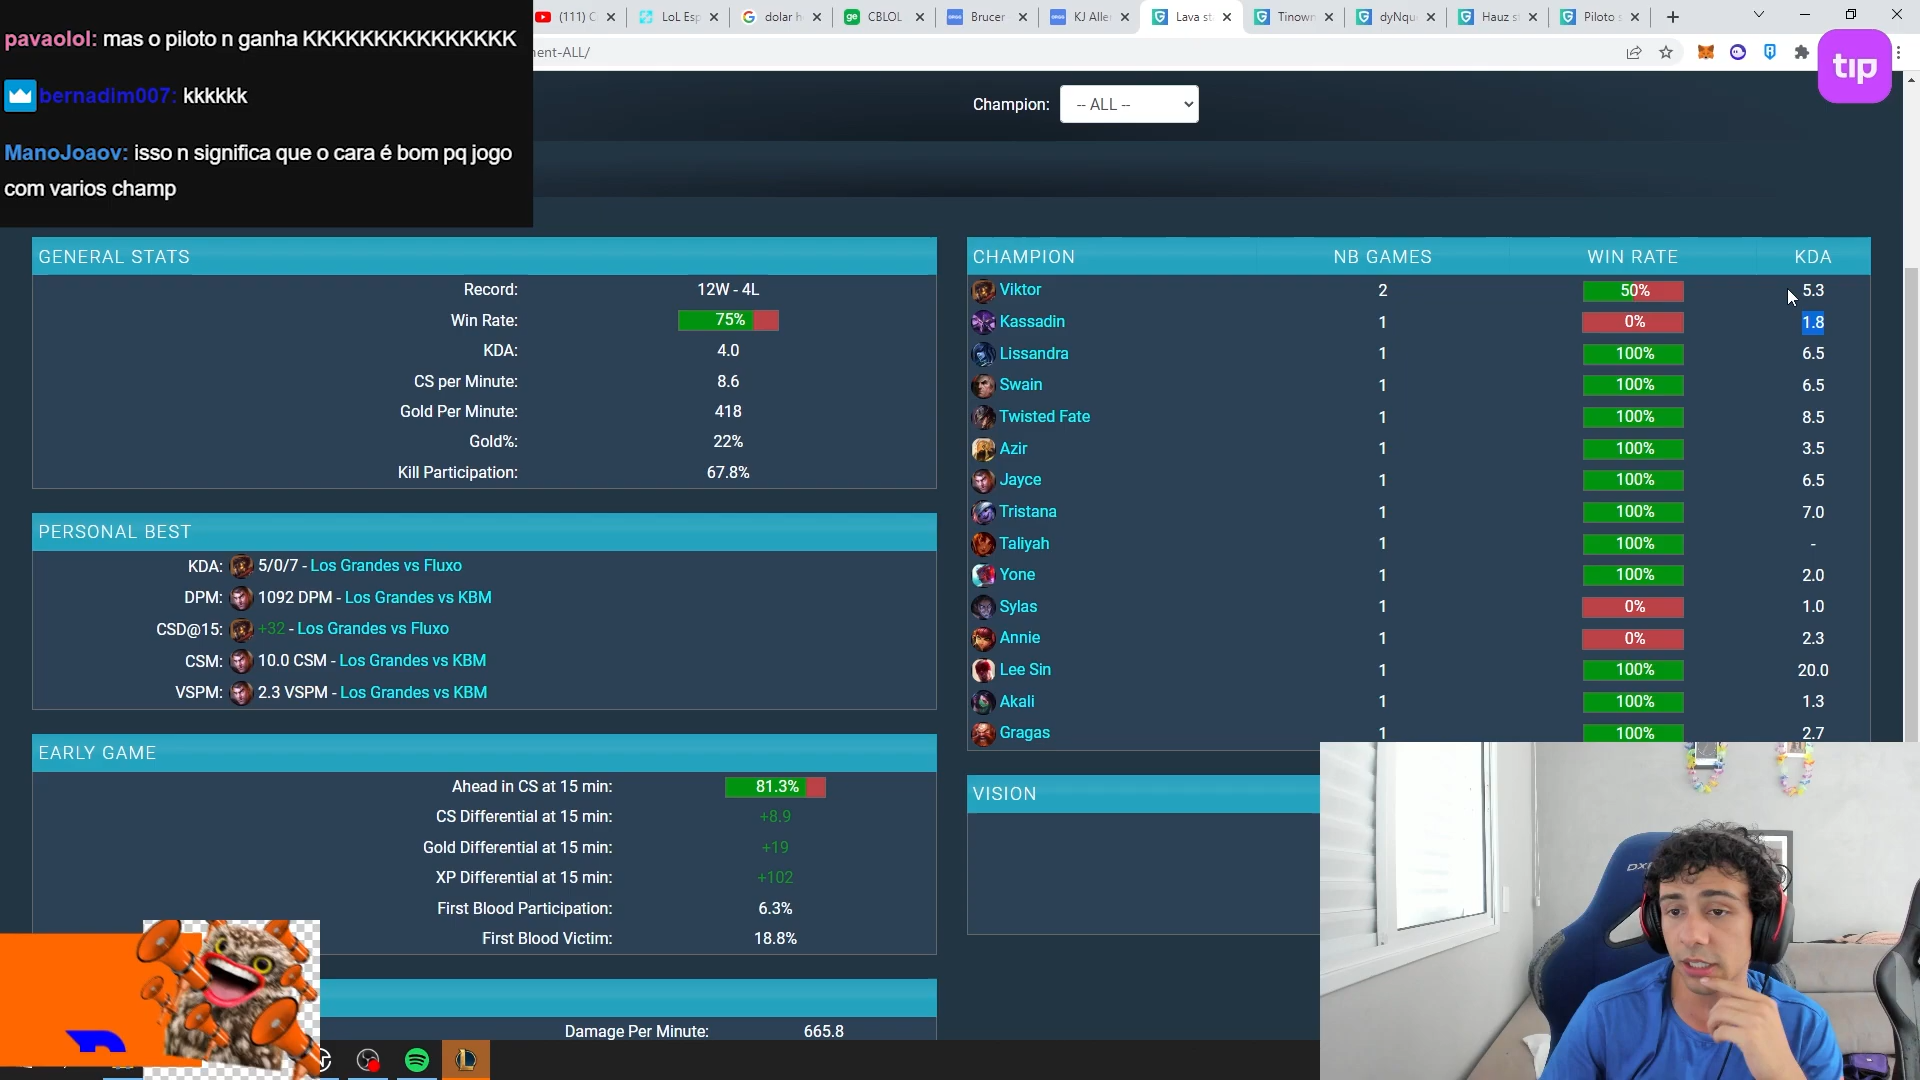 pavaolol: mas o piloto n ganha KKKKKKKKKKKKKKK
bernadim007: kkkkkk
ManoJoaov: isso n significa que o cara é bom pq jogo
com varios champ
(111) C
LoL Esp
dolar h
CBLOL
Brucer
KJ Aller
Lava st
Tinown
dyNqu
Hauz s
Piloto s
ent-ALL/
tip
Champion: -- ALL --
GENERAL STATS
Record: 12W - 4L
Win Rate: 75%
KDA: 4.0
CS per Minute: 8.6
Gold Per Minute: 418
Gold%: 22%
Kill Participation: 67.8%
PERSONAL BEST
KDA: 5/0/7 - Los Grandes vs Fluxo
DPM: 1092 DPM - Los Grandes vs KBM
CSD@15: +32 - Los Grandes vs Fluxo
CSM: 10.0 CSM - Los Grandes vs KBM
VSPM: 2.3 VSPM - Los Grandes vs KBM
EARLY GAME
Ahead in CS at 15 min: 81.3%
CS Differential at 15 min: +8.9
Gold Differential at 15 min: +19
XP Differential at 15 min: +102
First Blood Participation: 6.3%
First Blood Victim: 18.8%
Damage Per Minute: 665.8
CHAMPION NB GAMES WIN RATE KDA
Viktor 2 50% 5.3
Kassadin 1 0% 1.8
Lissandra 1 100% 6.5
Swain 1 100% 6.5
Twisted Fate 1 100% 8.5
Azir 1 100% 3.5
Jayce 1 100% 6.5
Tristana 1 100% 7.0
Taliyah 1 100% -
Yone 1 100% 2.0
Sylas 1 0% 1.0
Annie 1 0% 2.3
Lee Sin 1 100% 20.0
Akali 1 100% 1.3
Gragas 1 100% 2.7
VISION